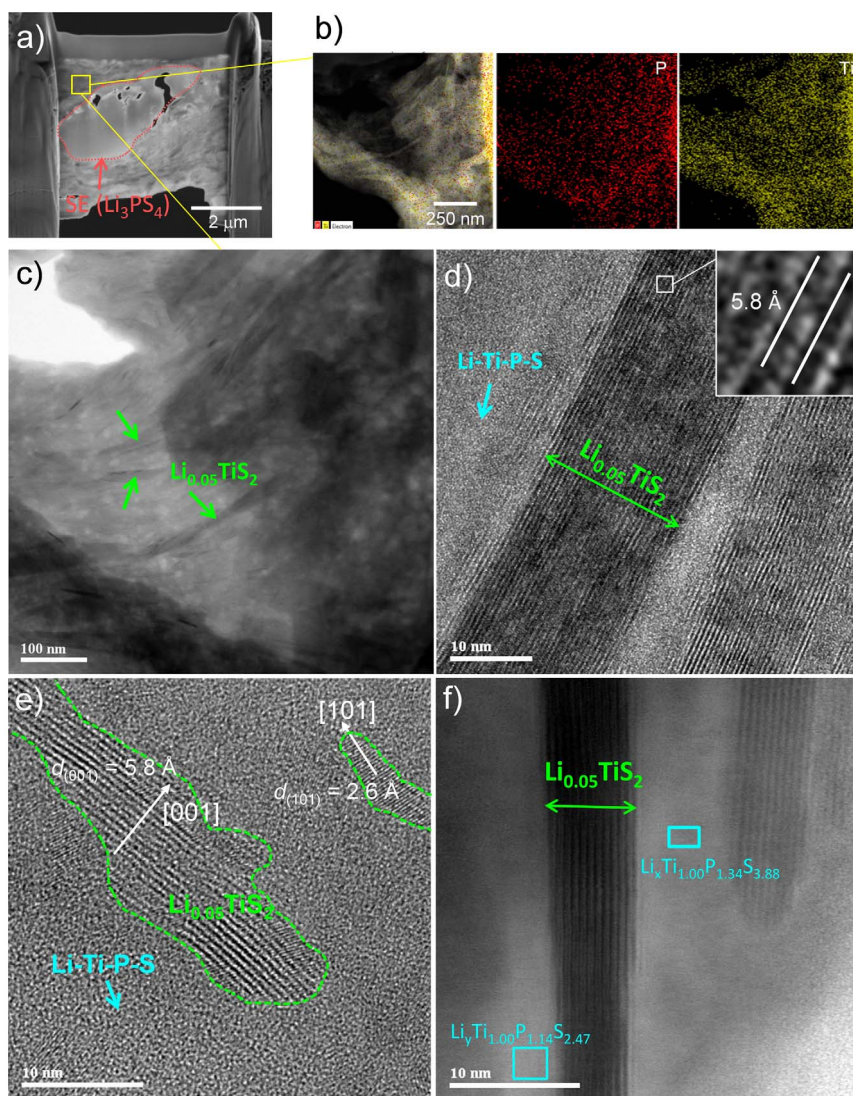 a)
SE (Li₃PS₄)
2 μm
b)
250 nm
P
Ti
c)
Li₀.₀₅TiS₂
100 nm
d)
5.8 Å
Li-Ti-P-S
Li₀.₀₅TiS₂
10 nm
e)
[101]
d₍₀₀₁₎ = 5.8 Å
d₍₁₀₁₎ = 2.6 Å
[001]
Li₀.₀₅TiS₂
Li-Ti-P-S
10 nm
f)
Li₀.₀₅TiS₂
LiₓTi₁.₀₀P₁.₃₄S₃.₈₈
LiᵧTi₁.₀₀P₁.₁₄S₂.₄₇
10 nm